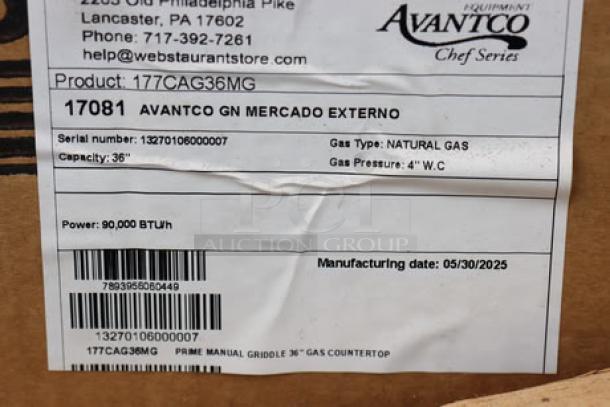 2205 Old Philadelphia Pike
Lancaster, PA 17602
Phone: 717-392-7261
help@webstaurantstore.com
EQUIPMENT
AVANTCO
Chef Series
Product: 177CAG36MG
17081 AVANTCO GN MERCADO EXTERNO
Serial number: 13270106000007
Gas Type: NATURAL GAS
Capacity: 36"
Gas Pressure: 4" W.C
PCI
AUCTION GROUP
Power: 90,000 BTU/h
Manufacturing date: 05/30/2025
7893956060449
13270106000007
177CAG36MG PRIME MANUAL GRIDDLE 36" GAS COUNTERTOP